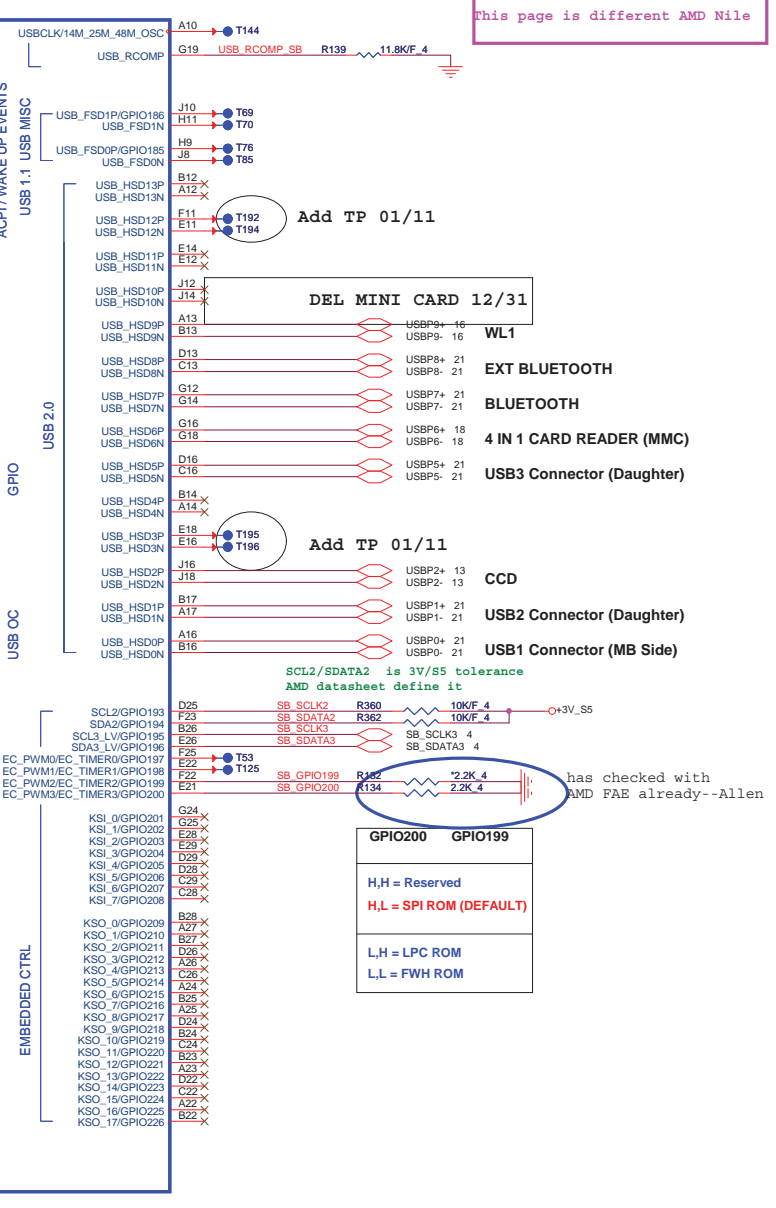 This page is different AMD Nile
USBCLK/14M_25M_48M_OSC A10 T144
USB_RCOMP G19 USB_RCOMP_SB R139 11.8K/F_4
ACPI / WAKE UP EVENTS
USB MISC
USB 1.1
USB_FSD1P/GPIO186 J10 T69
USB_FSD1N H11 T70
USB_FSD0P/GPIO185 H9 T76
USB_FSD0N J8 T85
USB_HSD13P B12
USB_HSD13N A12
USB_HSD12P F11 T192 Add TP 01/11
USB_HSD12N E11 T194
USB_HSD11P E14
USB_HSD11N E12
USB_HSD10P J12
USB_HSD10N J14
DEL MINI CARD 12/31
USB_HSD9P A13 USBP9+ 16
USB_HSD9N B13 USBP9- 16 WL1
USB_HSD8P D13 USBP8+ 21
USB_HSD8N C13 USBP8- 21 EXT BLUETOOTH
USB_HSD7P G12 USBP7+ 21
USB_HSD7N G14 USBP7- 21 BLUETOOTH
USB 2.0
USB_HSD6P G16 USBP6+ 18
USB_HSD6N G18 USBP6- 18 4 IN 1 CARD READER (MMC)
GPIO
USB_HSD5P D16 USBP5+ 21
USB_HSD5N C16 USBP5- 21 USB3 Connector (Daughter)
USB_HSD4P B14
USB_HSD4N A14
USB_HSD3P E18 T195
USB_HSD3N E16 T196 Add TP 01/11
USB_HSD2P J16 USBP2+ 13
USB_HSD2N J18 USBP2- 13 CCD
USB OC
USB_HSD1P B17 USBP1+ 21
USB_HSD1N A17 USBP1- 21 USB2 Connector (Daughter)
USB_HSD0P A16 USBP0+ 21
USB_HSD0N B16 USBP0- 21 USB1 Connector (MB Side)
SCL2/SDATA2 is 3V/S5 tolerance
AMD datasheet define it
SCL2/GPIO193 D25 SB_SCLK2 R360 10K/F_4 +3V_S5
SDA2/GPIO194 F23 SB_SDATA2 R362 10K/F_4
SCL3_LV/GPIO195 B26 SB_SCLK3 SB_SCLK3 4
SDA3_LV/GPIO196 E26 SB_SDATA3 SB_SDATA3 4
EC_PWM0/EC_TIMER0/GPIO197 F25 T53
EC_PWM1/EC_TIMER1/GPIO198 E22 T125
EC_PWM2/EC_TIMER2/GPIO199 F22 SB_GPIO199 R132 *2.2K_4
EC_PWM3/EC_TIMER3/GPIO200 E21 SB_GPIO200 R134 2.2K_4
has checked with
AMD FAE already--Allen
GPIO200 GPIO199
H,H = Reserved
H,L = SPI ROM (DEFAULT)
L,H = LPC ROM
L,L = FWH ROM
EMBEDDED CTRL
KSI_0/GPIO201 G24
KSI_1/GPIO202 G25
KSI_2/GPIO203 E28
KSI_3/GPIO204 E29
KSI_4/GPIO205 D29
KSI_5/GPIO206 D28
KSI_6/GPIO207 C29
KSI_7/GPIO208 C28
KSO_0/GPIO209 B28
KSO_1/GPIO210 A27
KSO_2/GPIO211 B27
KSO_3/GPIO212 D26
KSO_4/GPIO213 A26
KSO_5/GPIO214 C26
KSO_6/GPIO215 A24
KSO_7/GPIO216 B25
KSO_8/GPIO217 A25
KSO_9/GPIO218 D24
KSO_10/GPIO219 B24
KSO_11/GPIO220 C24
KSO_12/GPIO221 B23
KSO_13/GPIO222 A23
KSO_14/GPIO223 D22
KSO_15/GPIO224 C22
KSO_16/GPIO225 A22
KSO_17/GPIO226 B22